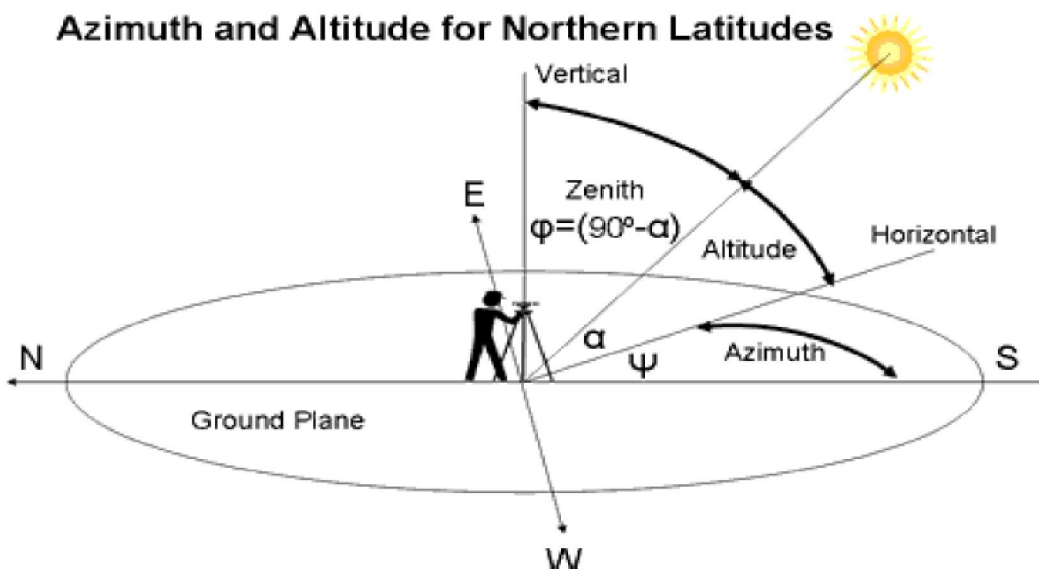 Azimuth and Altitude for Northern Latitudes
Vertical
E
Zenith
φ=(90º-α)
Altitude
Horizontal
α
Ψ
Azimuth
N
S
Ground Plane
W